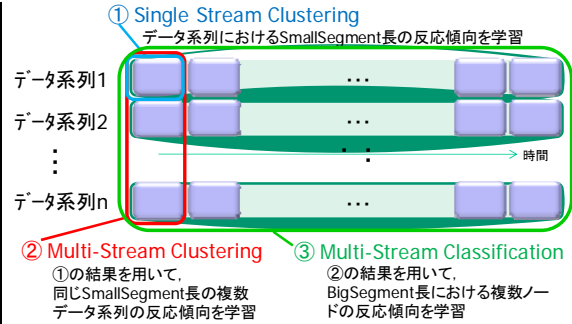 ① Single Stream Clustering
データ系列におけるSmallSegment長の反応傾向を学習
データ系列1
…
データ系列2
⋮
時間
データ系列n
…
② Multi-Stream Clustering
①の結果を用いて,
同じSmallSegment長の複数
データ系列の反応傾向を学習
③ Multi-Stream Classification
②の結果を用いて,
BigSegment長における複数ノー
ドの反応傾向を学習